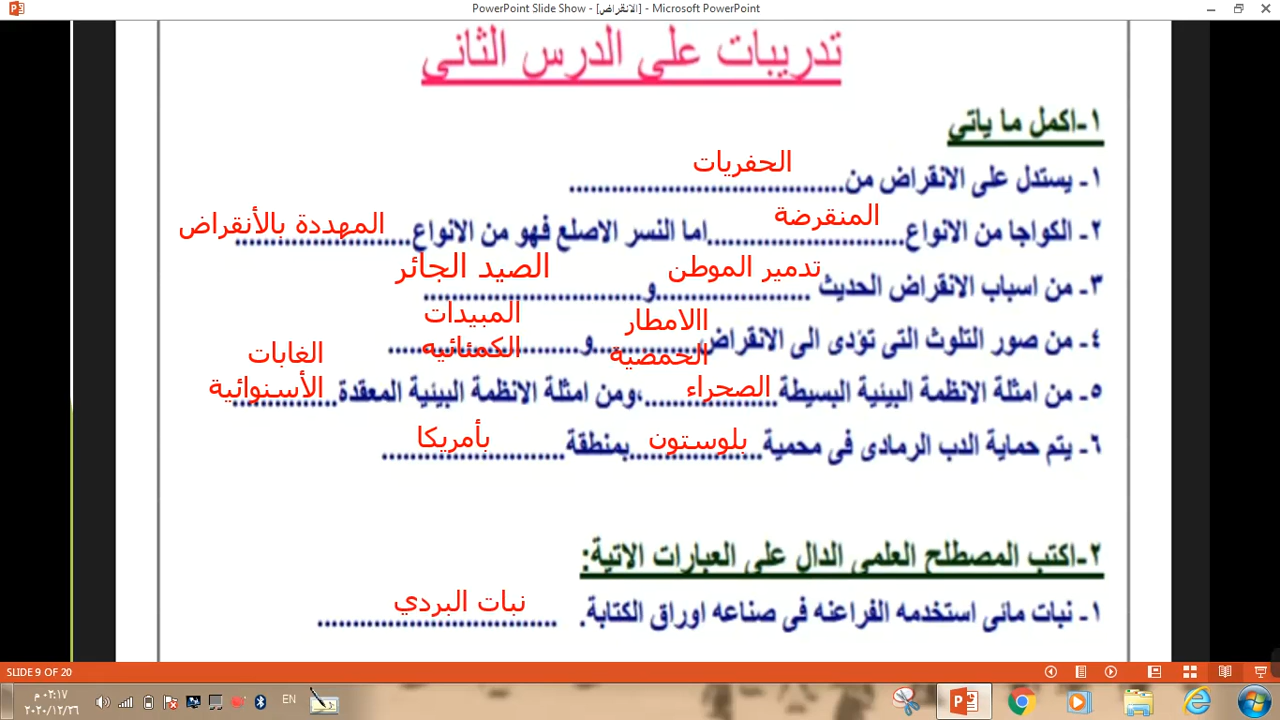 PowerPoint Slide Show - [الانقراض] - Microsoft PowerPoint
تدريبات على الدرس الثانى
١-اكمل ما ياتي
الحفريات
١- يستدل على الانقراض من........................................
المنقرضة المهددة بالأنقراض
٢- الكواجا من الانواع............................اما النسر الاصلع فهو من الانواع.........................
تدمير الموطن الصيد الجائر
٣- من اسباب الانقراض الحديث .....................و...............................
االامطار الحمضية المبيدات الكمئائيه
٤- من صور التلوث التى تؤدى الى الانقراض................و...........................
الصحراء الغابات الأسنوائية
٥- من امثلة الانظمة البيئية البسيطة...................،ومن امثلة الانظمة البيئية المعقدة...............
بلوستون بأمريكا
٦- يتم حماية الدب الرمادى فى محمية...................بمنطقة..........................
٢-اكتب المصطلح العلمى الدال على العبارات الاتية:
نبات البردي
١- نبات مائى استخدمه الفراعنه فى صناعه اوراق الكتابة. ..................................
SLIDE 9 OF 20
EN
٠٢:١٧ م
٢٠٢٠/١٢/٢٦